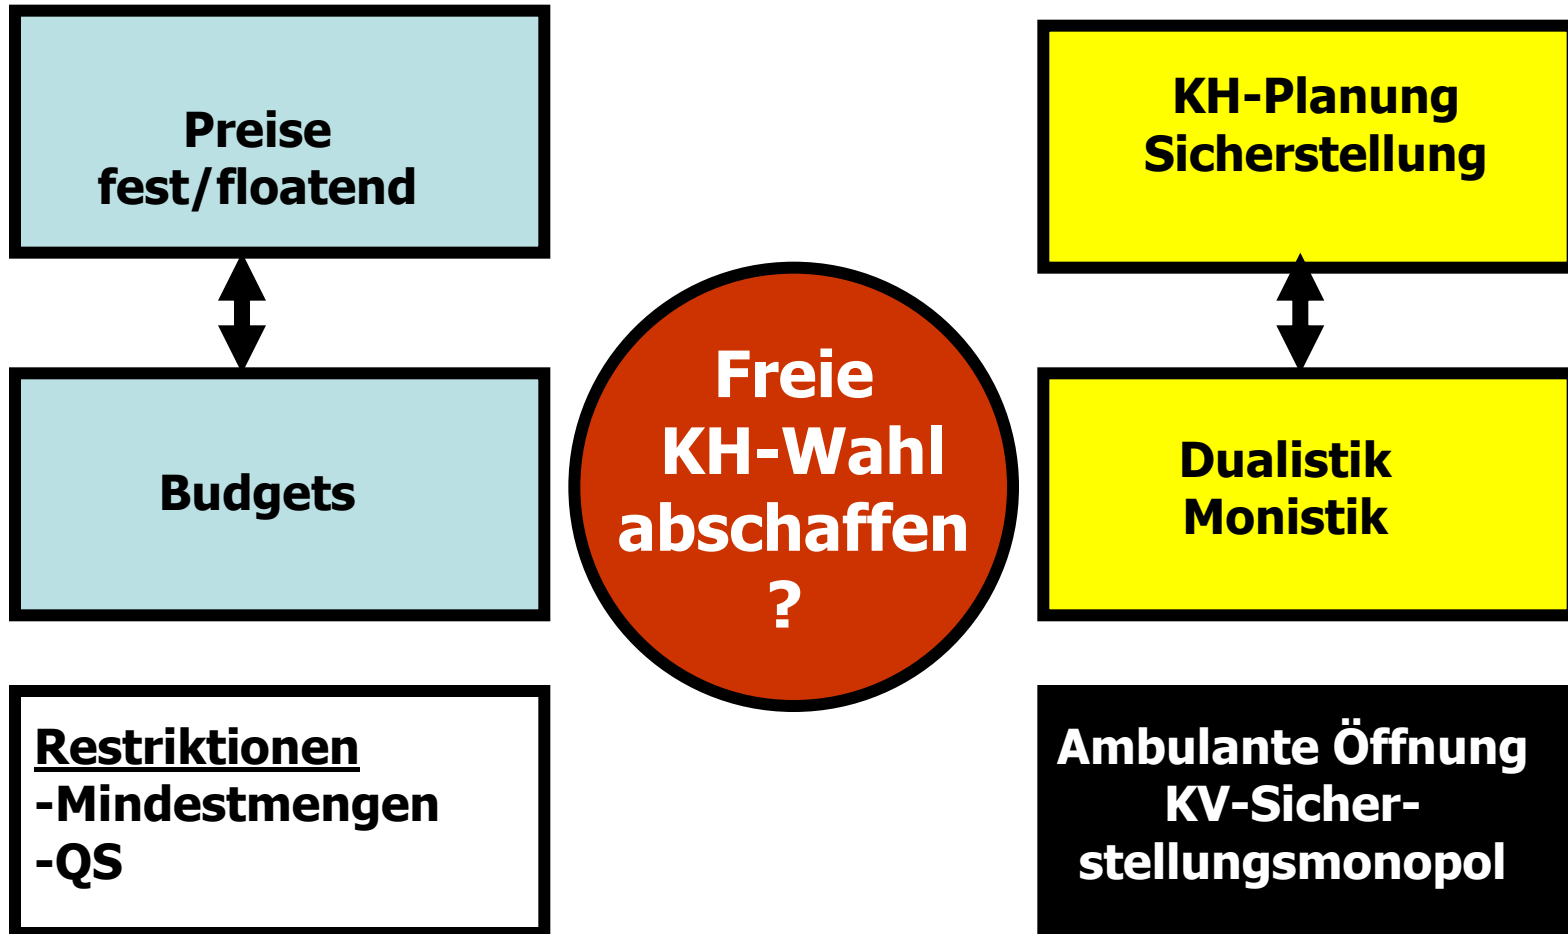 Preise
fest/floatend
Budgets
Restriktionen
-Mindestmengen
-QS
Freie
KH-Wahl
abschaffen
?
KH-Planung
Sicherstellung
Dualistik
Monistik
Ambulante Öffnung
KV-Sicher-
stellungsmonopol